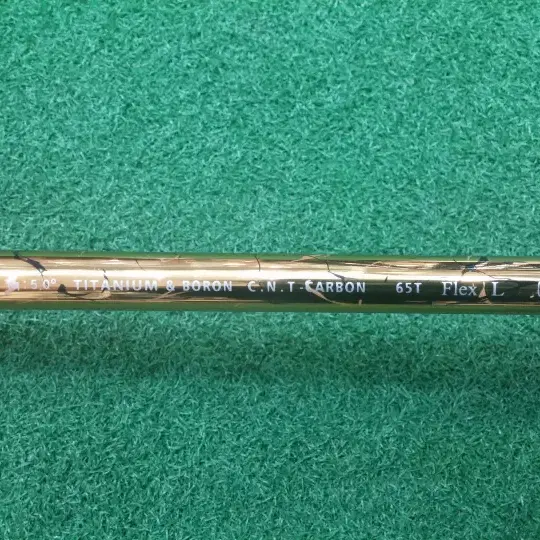 5.0° TITANIUM & BORON C.N.T-CARBON 65T Flex L